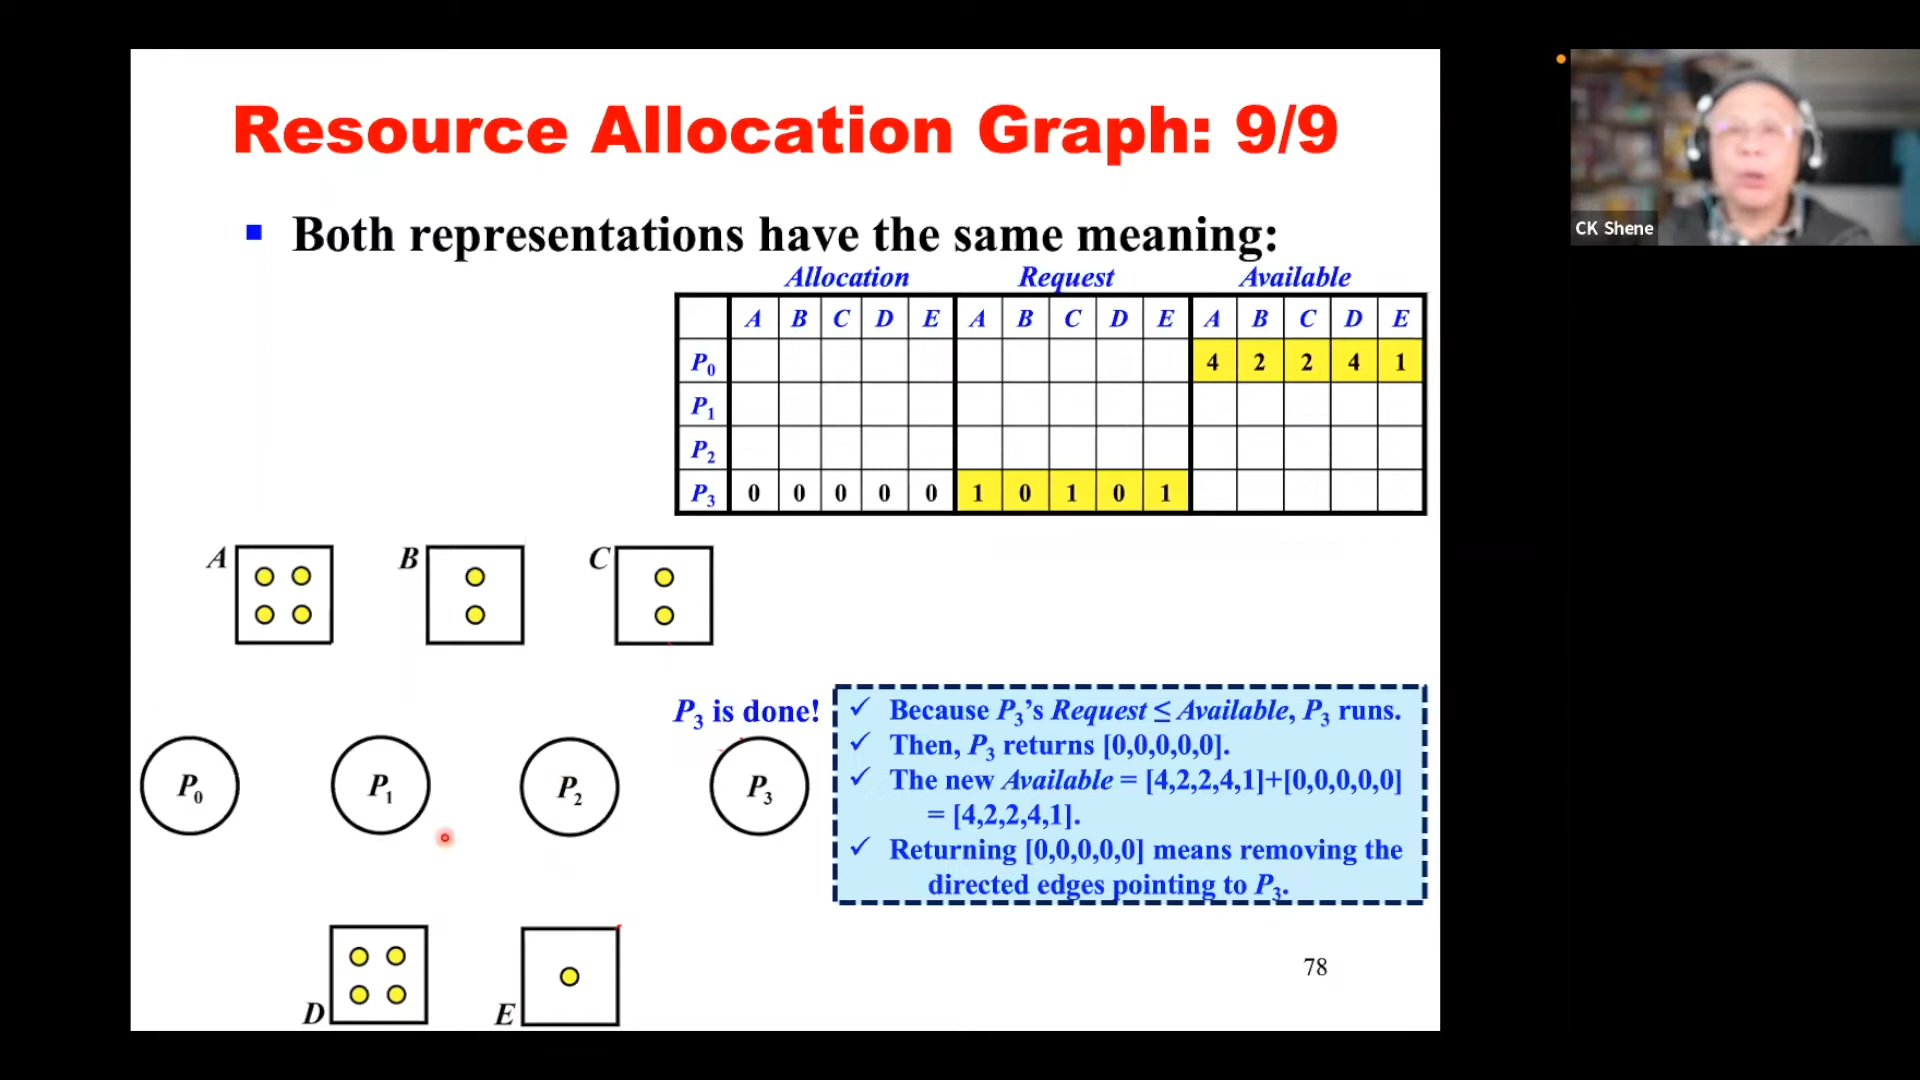 Resource Allocation Graph: 9/9
CK Shene
Both representations have the same meaning:
Allocation Request Available
A B C D E A B C D E A B C D E
P0 4 2 2 4 1
P1
P2
P3 0 0 0 0 0 1 0 1 0 1
A B C
P3 is done!
✓ Because P3's Request ≤ Available, P3 runs.
✓ Then, P3 returns [0,0,0,0,0].
✓ The new Available = [4,2,2,4,1]+[0,0,0,0,0]
= [4,2,2,4,1].
✓ Returning [0,0,0,0,0] means removing the
directed edges pointing to P3.
P0 P1 P2 P3
D E
78